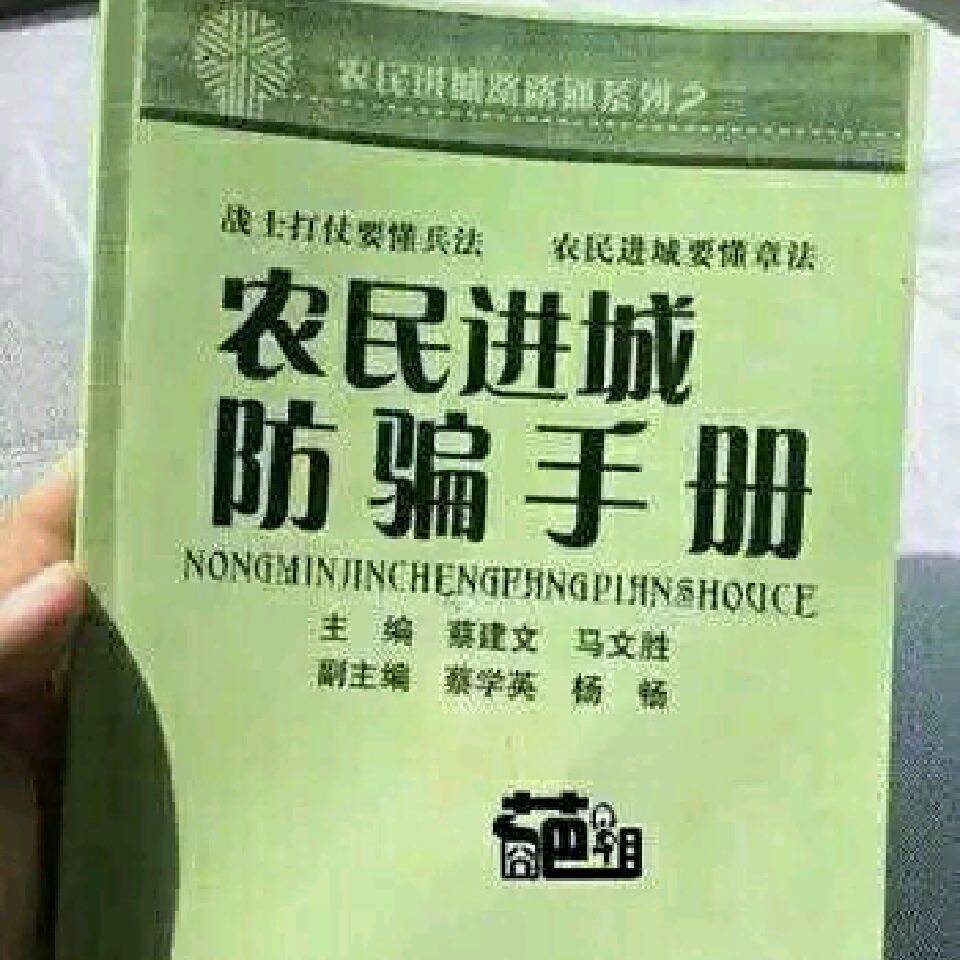 农民进城路路通系列之三
战士打仗要懂兵法 农民进城要懂章法
农民进城
防骗手册
NONGMINJINCHENGFANGPIANSHOUCE
主 编 蔡建文 马文胜
副主编 蔡学英 杨 畅